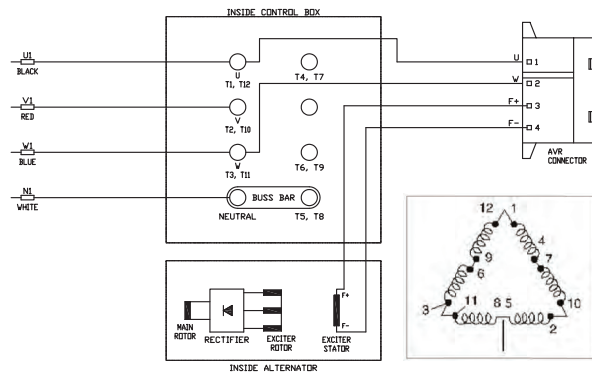 INSIDE CONTROL BOX
U1
BLACK
U
T1, T12
T4, T7
U
1
W
2
V1
RED
V
T2, T10
F+
3
F-
4
AVR
CONNECTOR
W1
BLUE
W
T3, T11
T6, T9
N1
WHITE
BUSS BAR
NEUTRAL
T5, T8
12 1
4
9
7
6
3
11
8 5
10
2
MAIN
ROTOR
RECTIFIER
EXCITER
ROTOR
F+
F-
EXCITER
STATOR
INSIDE ALTERNATOR